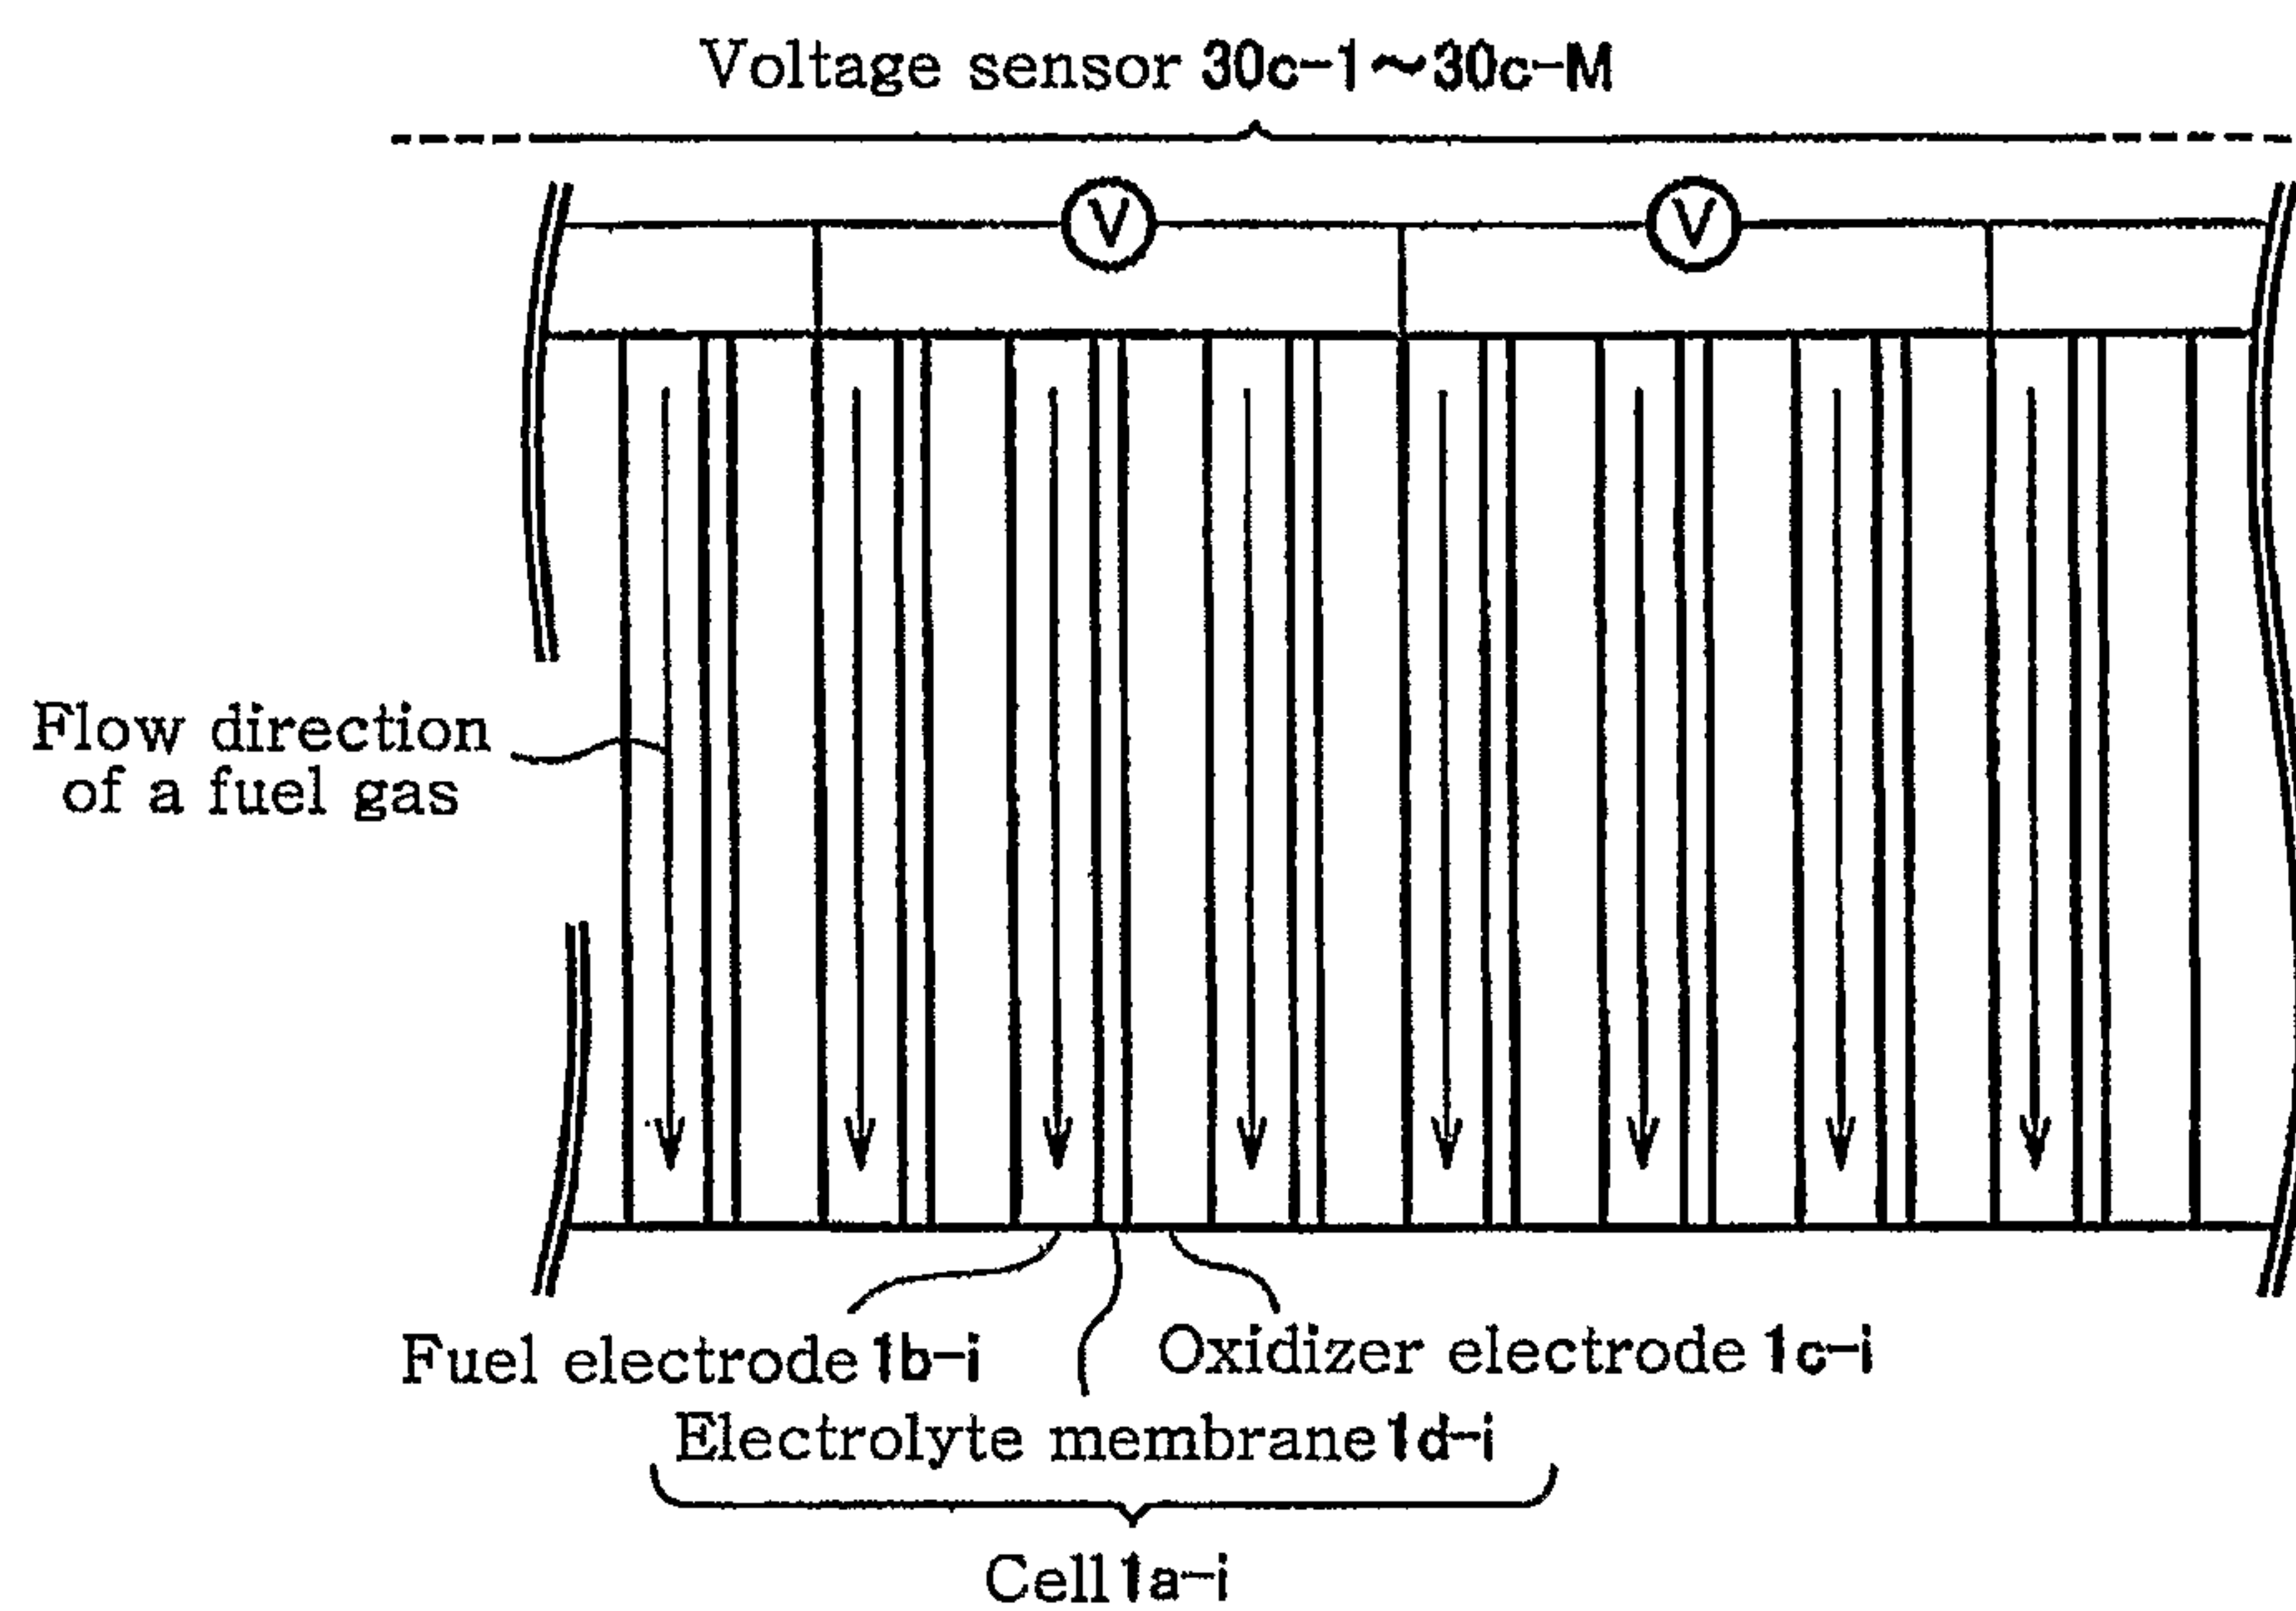 Voltage sensor 30c-1~30c-M
V V
Flow direction
of a fuel gas
Fuel electrode 1b-i
Oxidizer electrode 1c-i
Electrolyte membrane 1d-i
Cell 1a-i